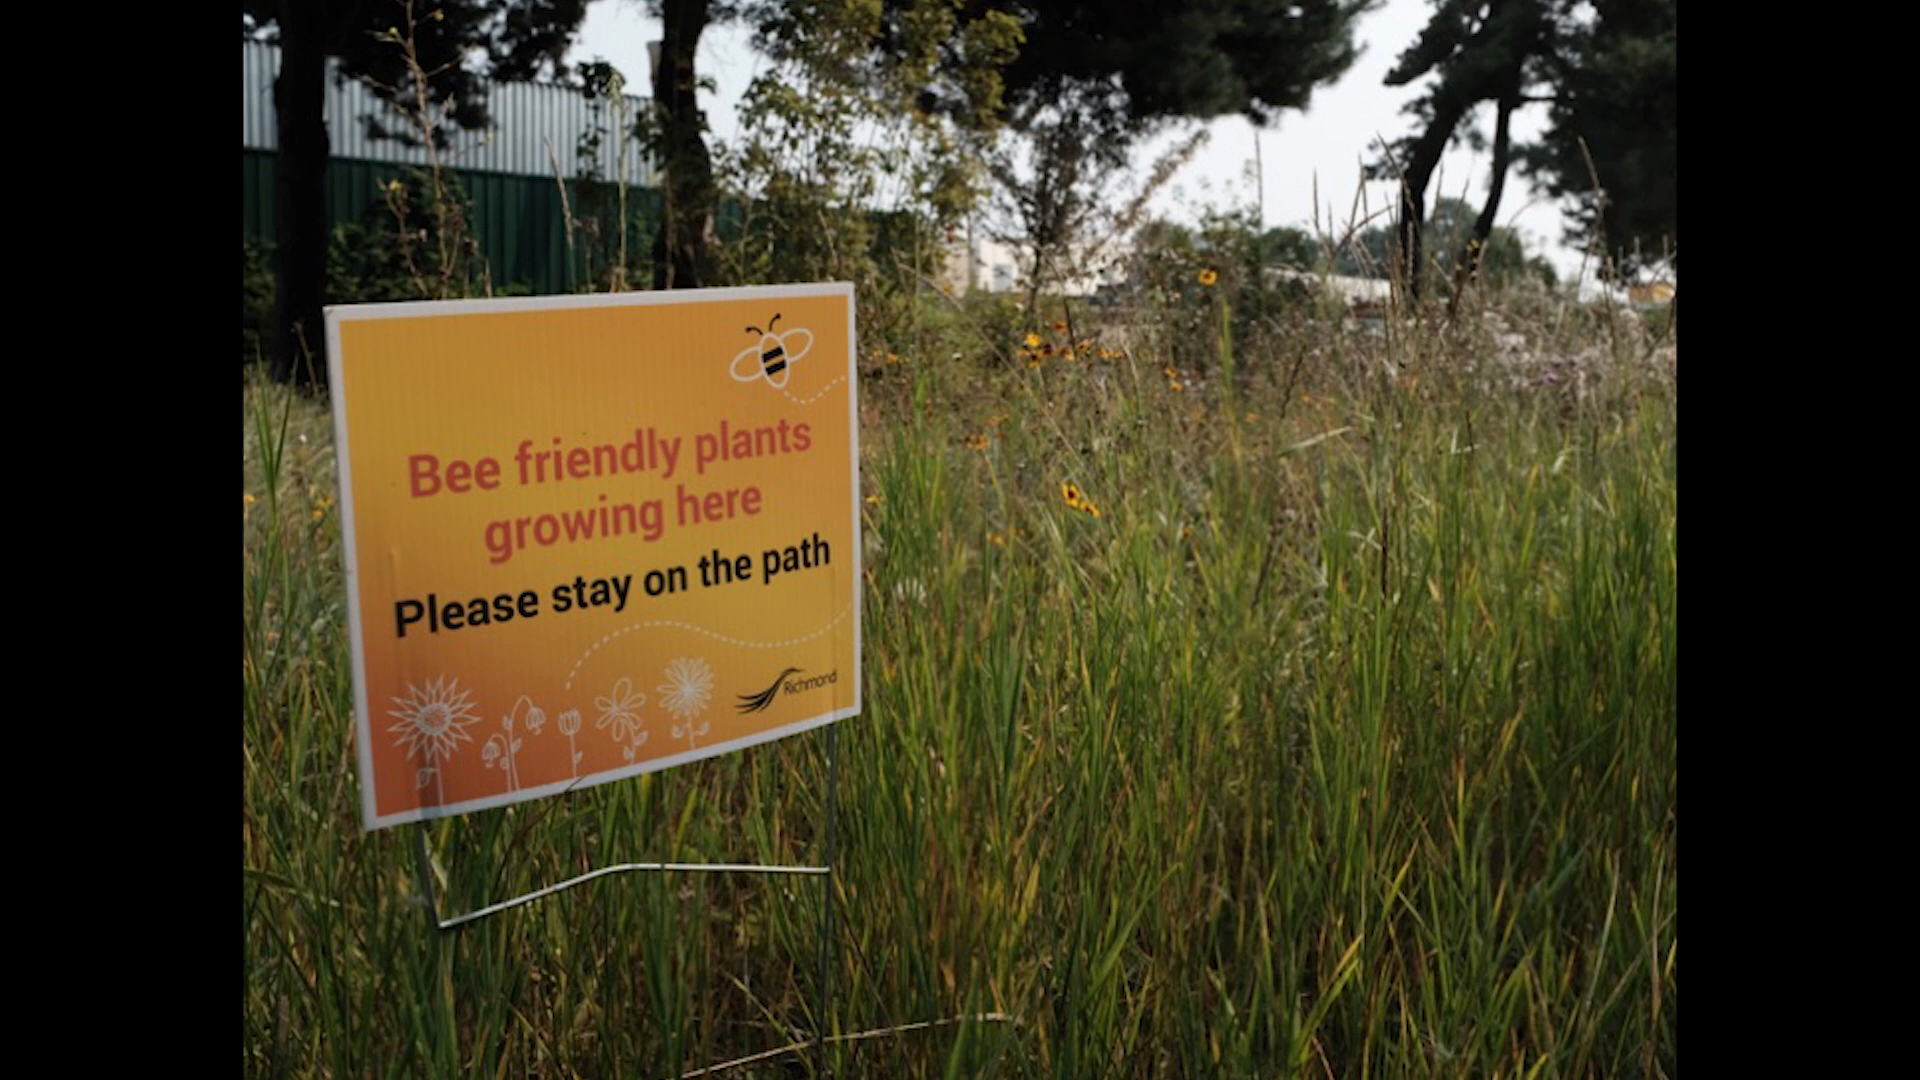 Bee friendly plants
growing here
Please stay on the path
Richmond